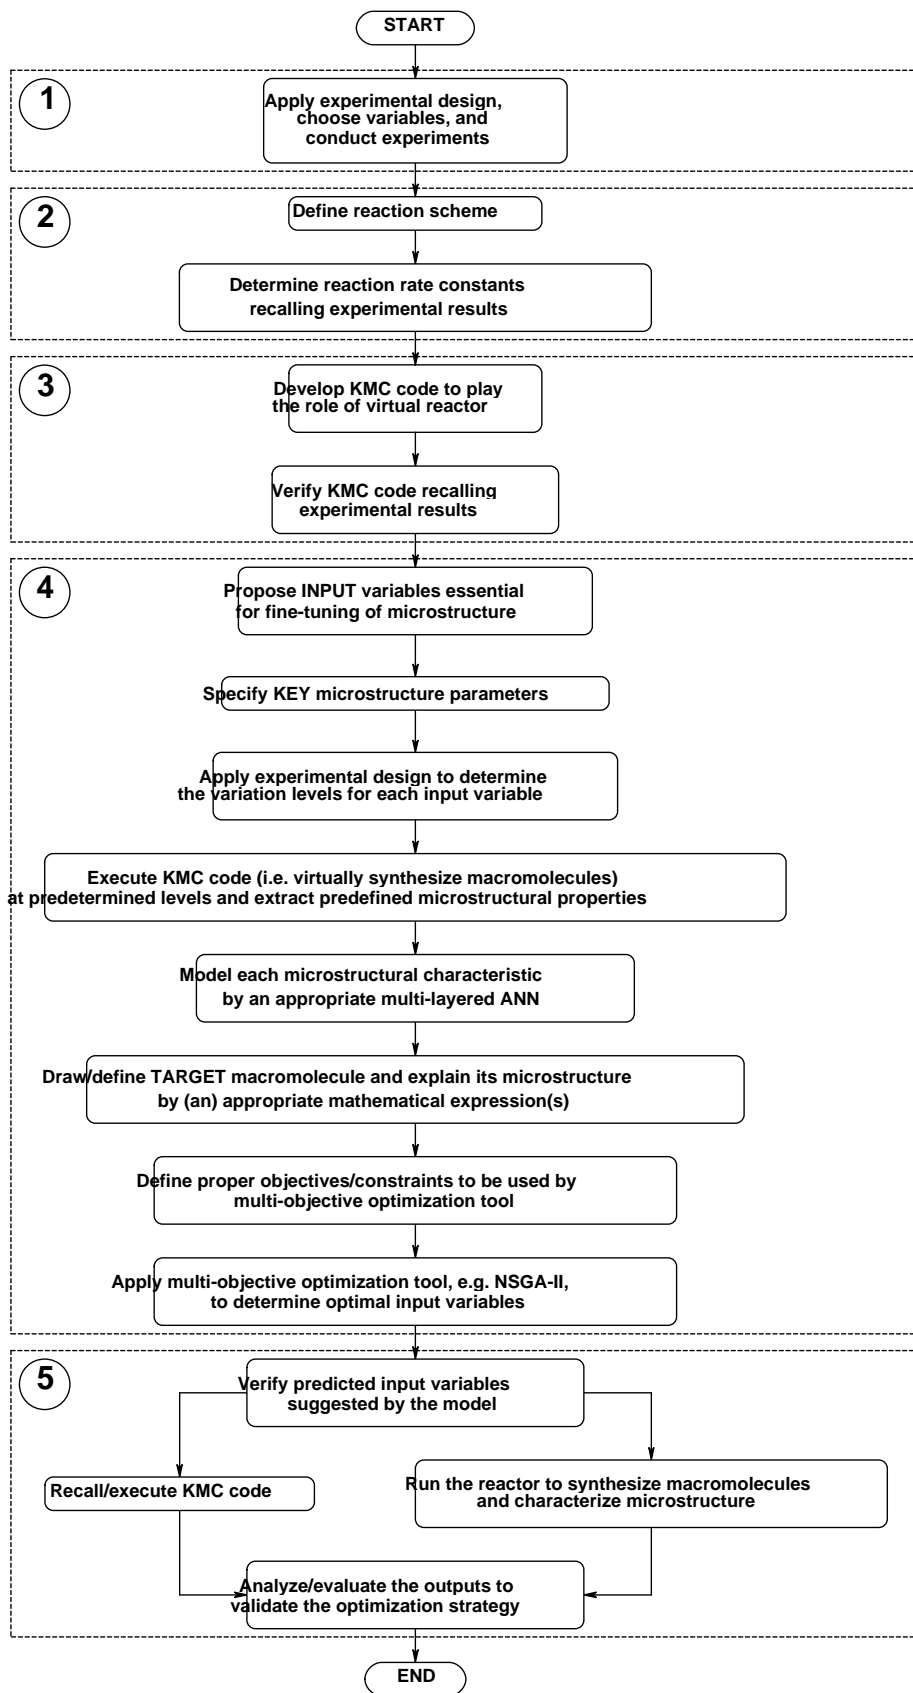 START
1
Apply experimental design,
choose variables, and
conduct experiments
2
Define reaction scheme
Determine reaction rate constants
recalling experimental results
3
Develop KMC code to play
the role of virtual reactor
Verify KMC code recalling
experimental results
4
Propose INPUT variables essential
for fine-tuning of microstructure
Specify KEY microstructure parameters
Apply experimental design to determine
the variation levels for each input variable
Execute KMC code (i.e. virtually synthesize macromolecules)
at predetermined levels and extract predefined microstructural properties
Model each microstructural characteristic
by an appropriate multi-layered ANN
Draw/define TARGET macromolecule and explain its microstructure
by (an) appropriate mathematical expression(s)
Define proper objectives/constraints to be used by
multi-objective optimization tool
Apply multi-objective optimization tool, e.g. NSGA-II,
to determine optimal input variables
5
Verify predicted input variables
suggested by the model
Recall/execute KMC code
Run the reactor to synthesize macromolecules
and characterize microstructure
Analyze/evaluate the outputs to
validate the optimization strategy
END